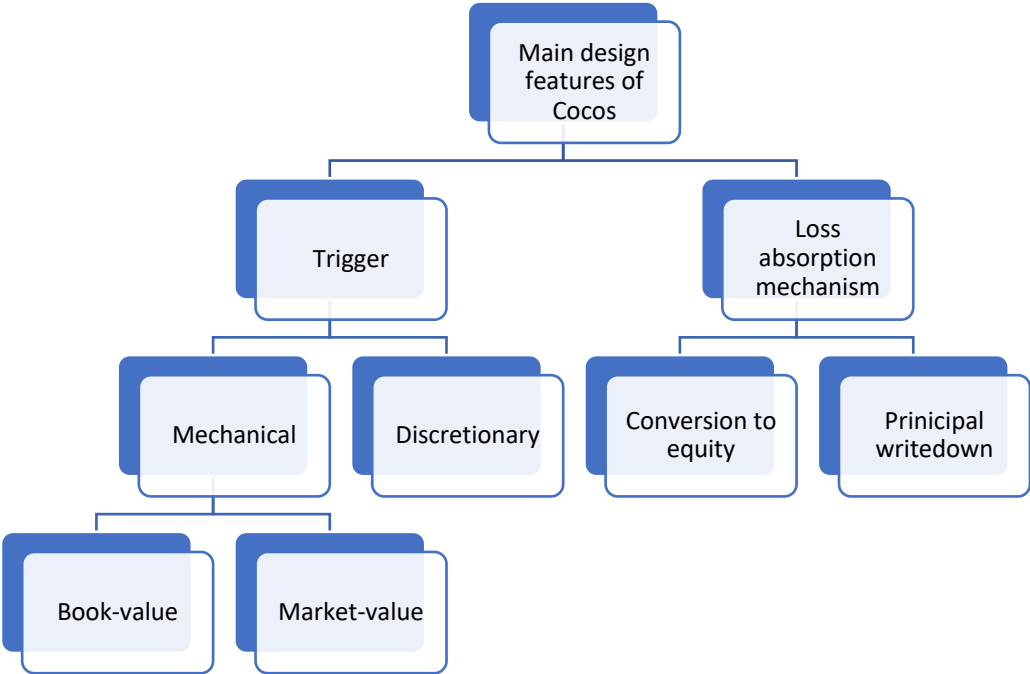 Main design
features of
Cocos
Trigger
Loss
absorption
mechanism
Mechanical
Discretionary
Conversion to
equity
Prinicipal
writedown
Book-value
Market-value